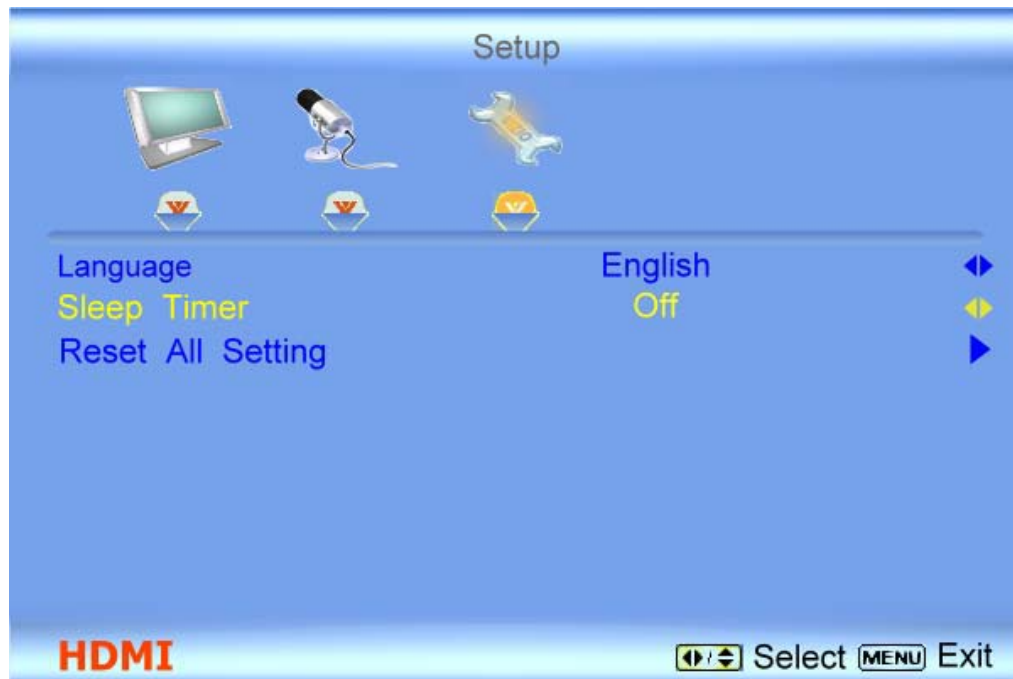 Setup
Language English
Sleep Timer Off
Reset All Setting
HDMI Select MENU Exit